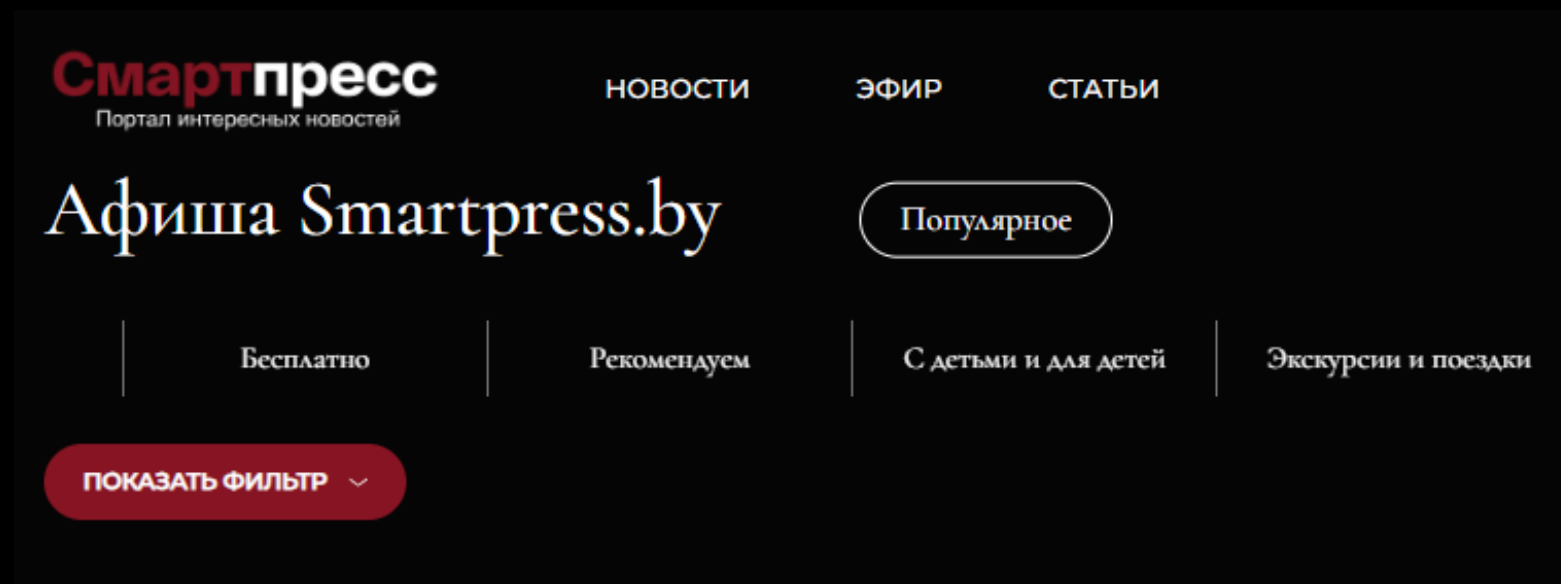 Смартпресс
Портал интересных новостей
НОВОСТИ ЭФИР СТАТЬИ
Афиша Smartpress.by Популярное
Бесплатно Рекомендуем С детьми и для детей Экскурсии и поездки
ПОКАЗАТЬ ФИЛЬТР